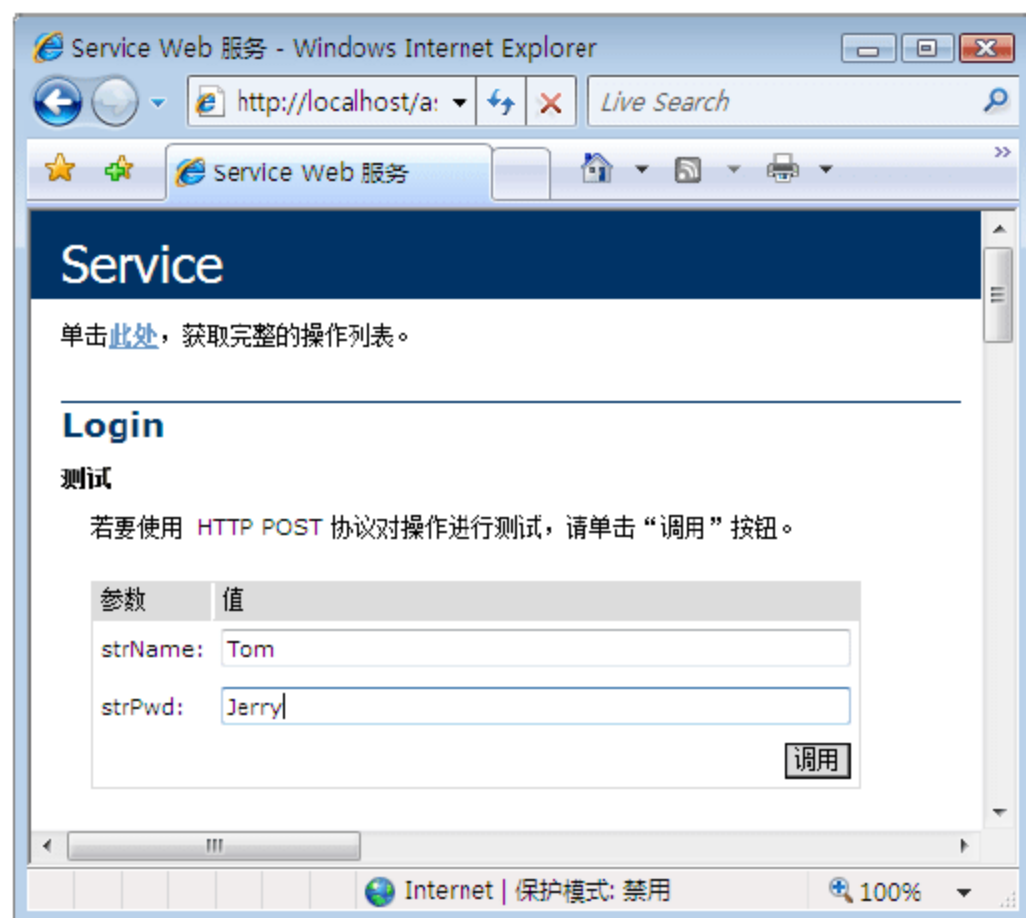 Service Web 服务 - Windows Internet Explorer
http://localhost/a: Live Search
Service Web 服务
Service
单击此处，获取完整的操作列表。
Login
测试
若要使用 HTTP POST 协议对操作进行测试，请单击“调用”按钮。
参数 值
strName: Tom
strPwd: Jerry
调用
Internet | 保护模式: 禁用 100%